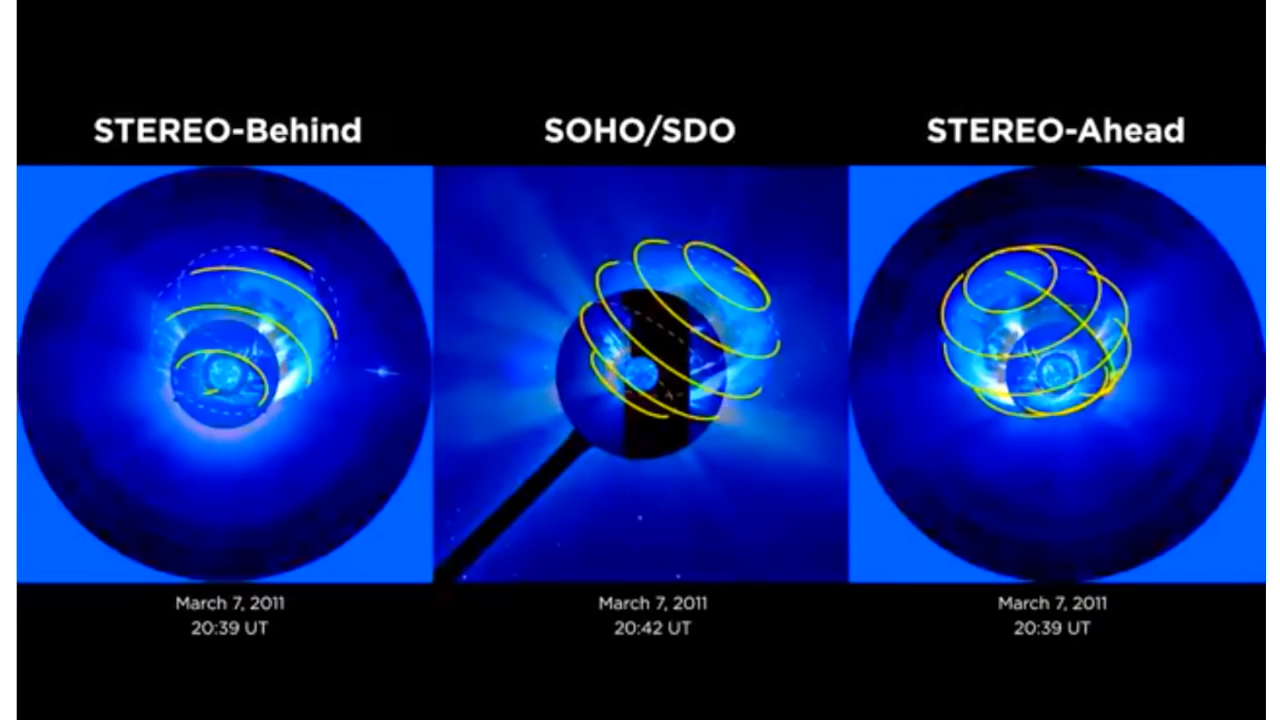 STEREO-Behind
SOHO/SDO
STEREO-Ahead
March 7, 2011
20:39 UT
March 7, 2011
20:42 UT
March 7, 2011
20:39 UT